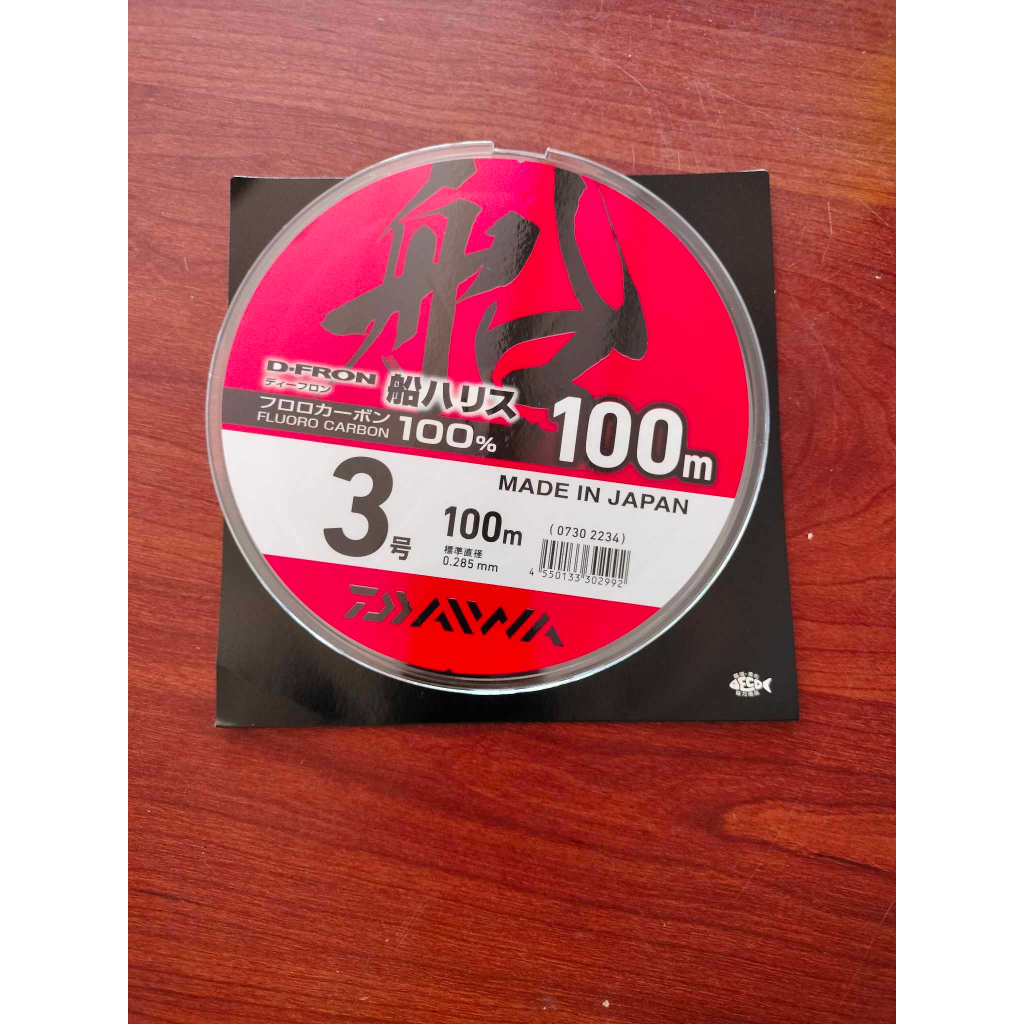 船
D-FRON
ディーフロン
船ハリス
フロロカーボン
FLUORO CARBON
100%
100m
MADE IN JAPAN
3号
100m
標準直径
0.285 mm
(0730 2234)
4 550133 302992
DAIWA